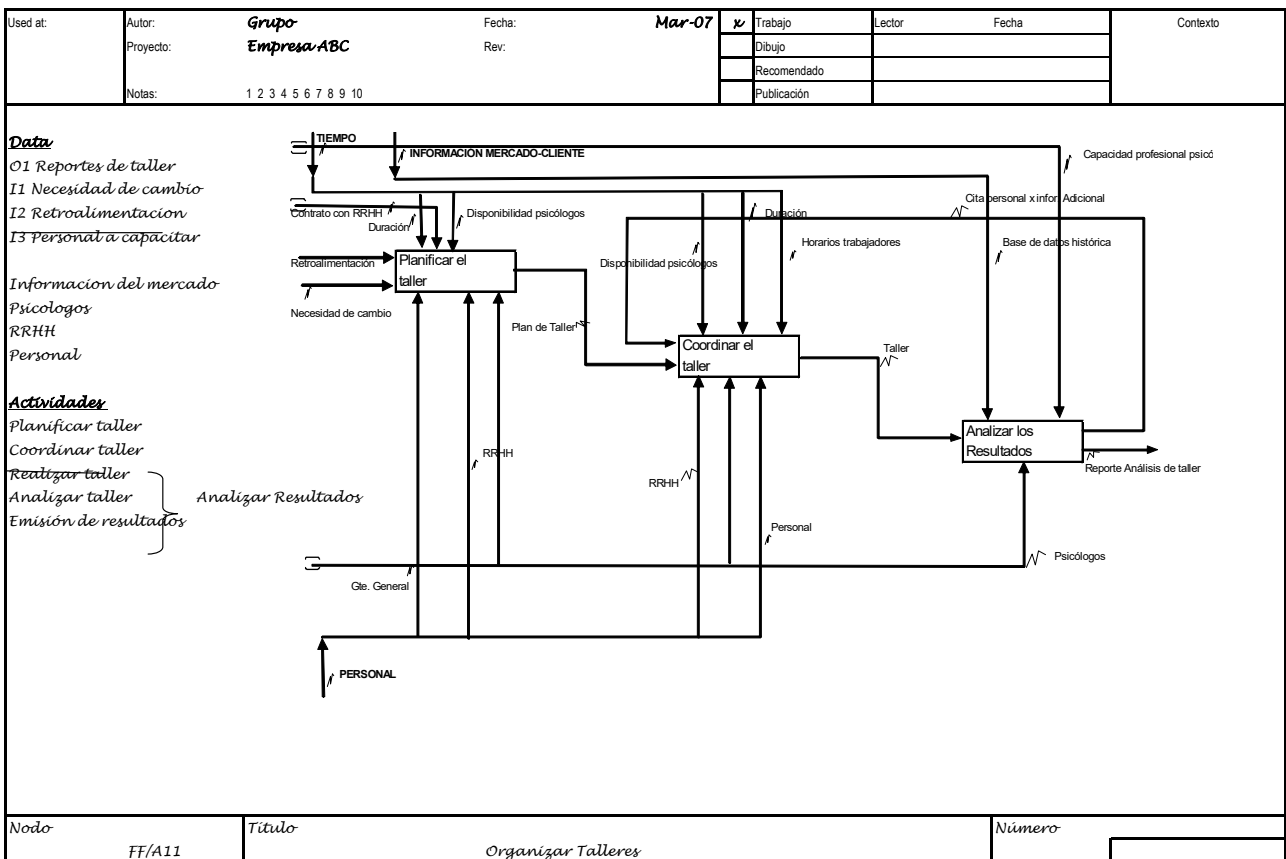 Used at:
Autor: Grupo Fecha: Mar-07 x Trabajo Lector Fecha Contexto
Proyecto: Empresa ABC Rev: Dibujo
Recomendado
Notas: 1 2 3 4 5 6 7 8 9 10 Publicación
Data
O1 Reportes de taller
I1 Necesidad de cambio
I2 Retroalimentacion
I3 Personal a capacitar
Informacion del mercado
Psicologos
RRHH
Personal
Actividades
Planificar taller
Coordinar taller
Realizar taller
Analizar taller
Emisión de resultados
Analizar Resultados
TIEMPO
INFORMACIÓN MERCADO-CLIENTE
Capacidad profesional psicó
Cita personal x infor. Adicional
Contrato con RRHH
Duración
Disponibilidad psicólogos
Duración
Disponibilidad psicólogos
Horarios trabajadores
Base de datos histórica
Retroalimentación
Planificar el
taller
Necesidad de cambio
Plan de Taller
Coordinar el
taller
Taller
Analizar los
Resultados
Reporte Análisis de taller
RRHH
RRHH
Personal
Psicólogos
Gte. General
PERSONAL
Nodo
FF/A11
Título
Organizar Talleres
Número